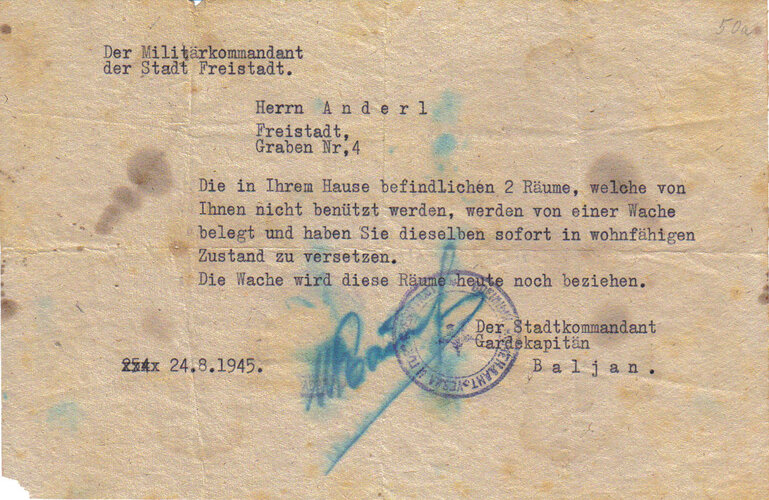 50a
Der Militärkommandant
der Stadt Freistadt.
Herrn A n d e r l
Freistadt,
Graben Nr,4
Die in Ihrem Hause befindlichen 2 Räume, welche von
Ihnen nicht benützt werden, werden von einer Wache
belegt und haben Sie dieselben sofort in wohnfähigen
Zustand zu versetzen.
Die Wache wird diese Räume heute noch beziehen.
Der Stadtkommandant
Gardekapitän
24.8.1945. B a l j a n .